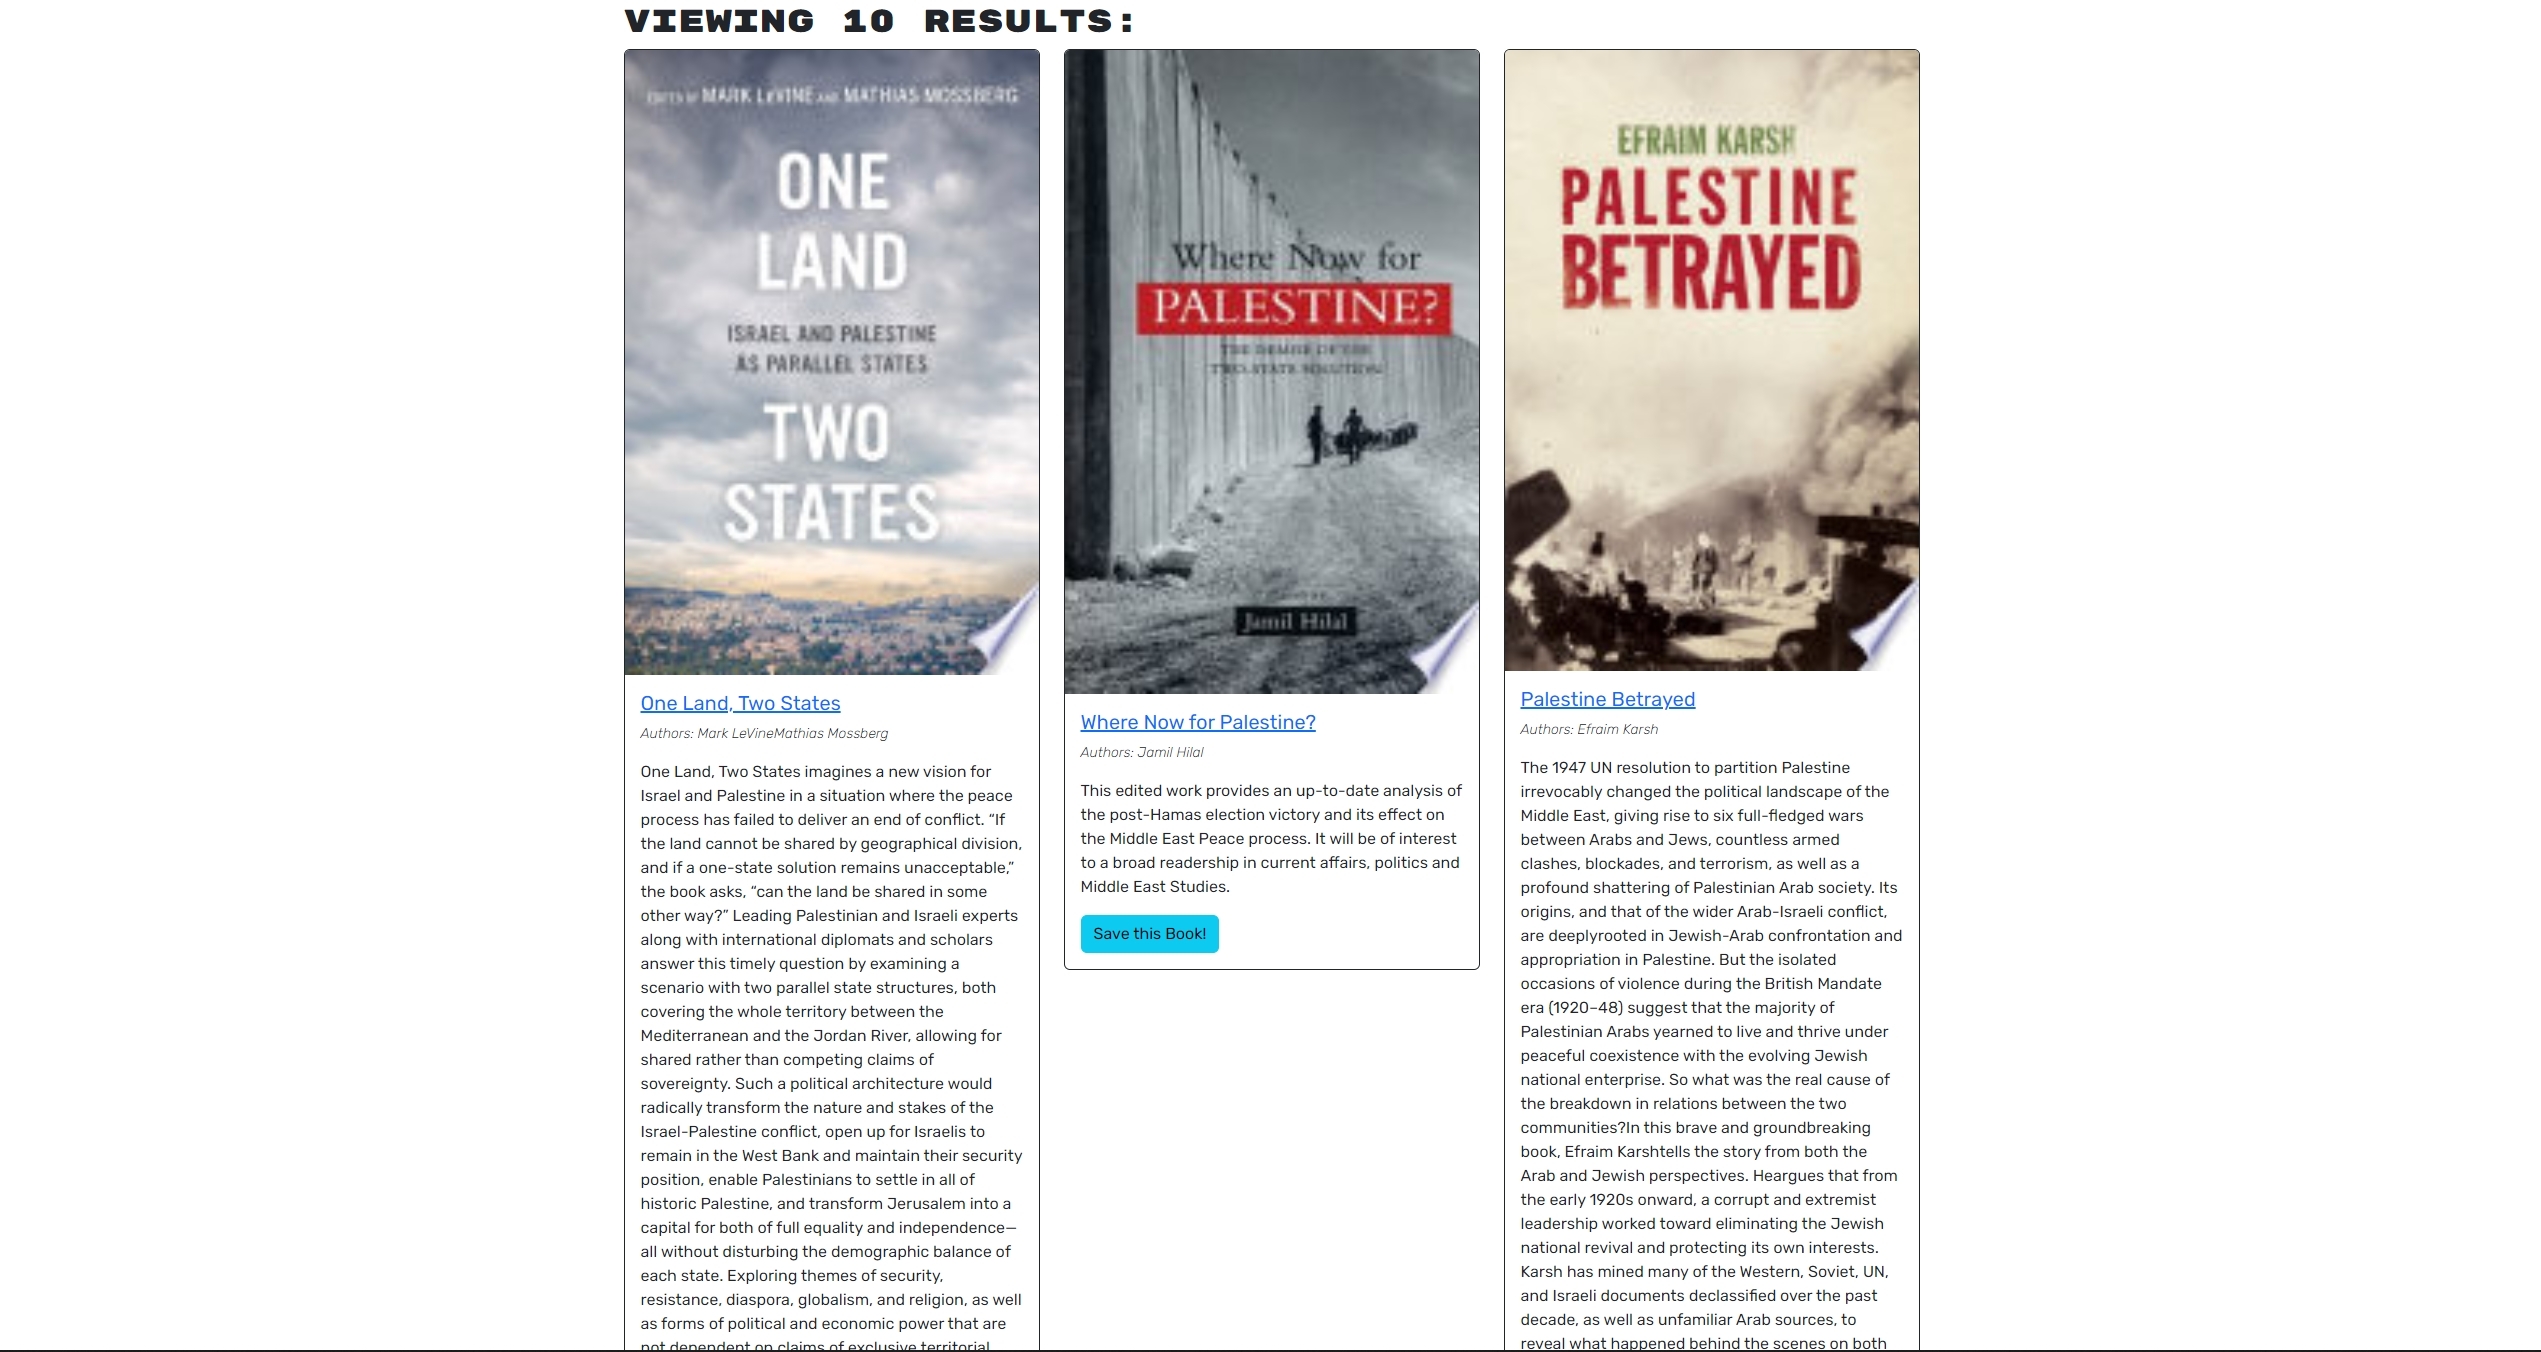 VIEWING 10 RESULTS:
EDITED BY MARK LEVINE AND MATHIAS MOSSBERG
ONE
LAND
ISRAEL AND PALESTINE
AS PARALLEL STATES
TWO
STATES
One Land, Two States
Authors: Mark LeVineMathias Mossberg
One Land, Two States imagines a new vision for
Israel and Palestine in a situation where the peace
process has failed to deliver an end of conflict. “If
the land cannot be shared by geographical division,
and if a one-state solution remains unacceptable,”
the book asks, “can the land be shared in some
other way?” Leading Palestinian and Israeli experts
along with international diplomats and scholars
answer this timely question by examining a
scenario with two parallel state structures, both
covering the whole territory between the
Mediterranean and the Jordan River, allowing for
shared rather than competing claims of
sovereignty. Such a political architecture would
radically transform the nature and stakes of the
Israel-Palestine conflict, open up for Israelis to
remain in the West Bank and maintain their security
position, enable Palestinians to settle in all of
historic Palestine, and transform Jerusalem into a
capital for both of full equality and independence—
all without disturbing the demographic balance of
each state. Exploring themes of security,
resistance, diaspora, globalism, and religion, as well
as forms of political and economic power that are
not dependent on claims of exclusive territorial
Where Now for
PALESTINE?
THE DEMISE OF THE
TWO-STATE SOLUTION
Jamil Hilal
Where Now for Palestine?
Authors: Jamil Hilal
This edited work provides an up-to-date analysis of
the post-Hamas election victory and its effect on
the Middle East Peace process. It will be of interest
to a broad readership in current affairs, politics and
Middle East Studies.
Save this Book!
EFRAIM KARSH
PALESTINE
BETRAYED
Palestine Betrayed
Authors: Efraim Karsh
The 1947 UN resolution to partition Palestine
irrevocably changed the political landscape of the
Middle East, giving rise to six full-fledged wars
between Arabs and Jews, countless armed
clashes, blockades, and terrorism, as well as a
profound shattering of Palestinian Arab society. Its
origins, and that of the wider Arab-Israeli conflict,
are deeplyrooted in Jewish-Arab confrontation and
appropriation in Palestine. But the isolated
occasions of violence during the British Mandate
era (1920–48) suggest that the majority of
Palestinian Arabs yearned to live and thrive under
peaceful coexistence with the evolving Jewish
national enterprise. So what was the real cause of
the breakdown in relations between the two
communities?In this brave and groundbreaking
book, Efraim Karshtells the story from both the
Arab and Jewish perspectives. Heargues that from
the early 1920s onward, a corrupt and extremist
leadership worked toward eliminating the Jewish
national revival and protecting its own interests.
Karsh has mined many of the Western, Soviet, UN,
and Israeli documents declassified over the past
decade, as well as unfamiliar Arab sources, to
reveal what happened behind the scenes on both